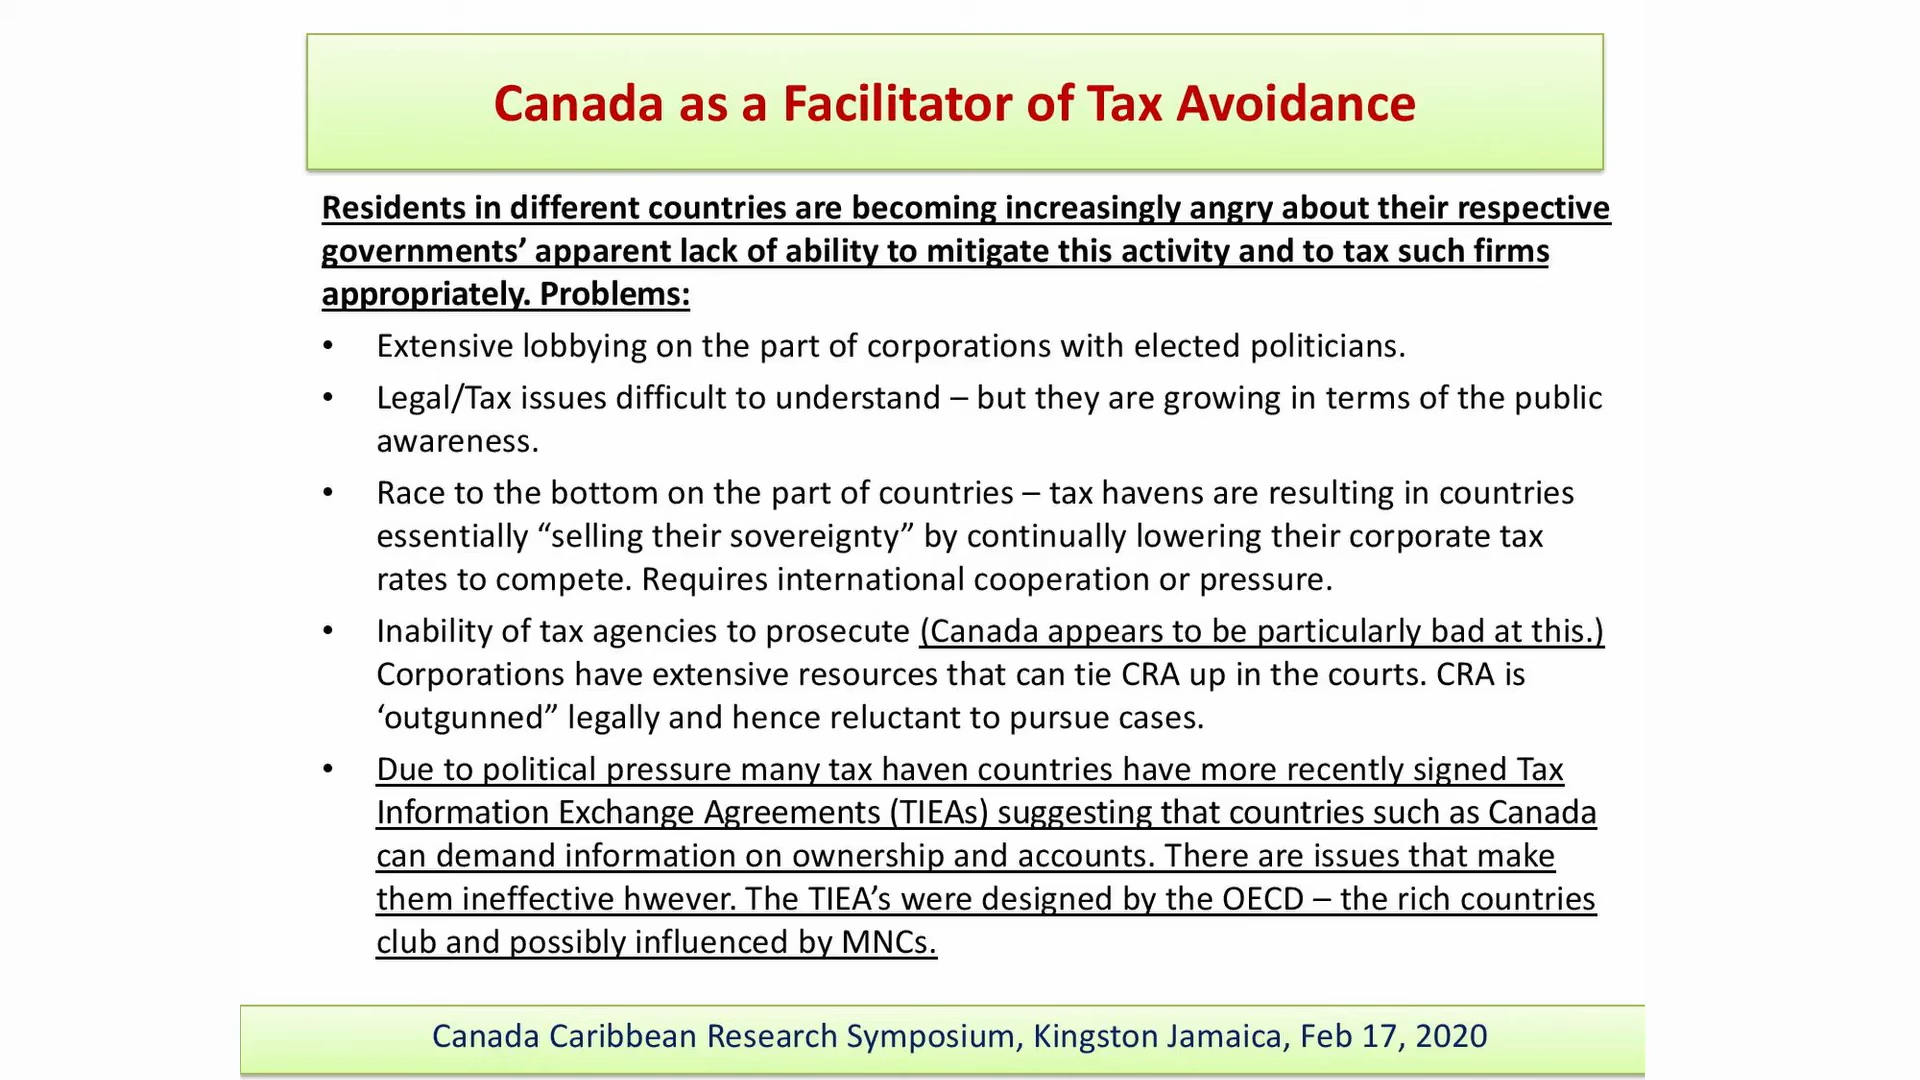 Canada as a Facilitator of Tax Avoidance
Residents in different countries are becoming increasingly angry about their respective
governments’ apparent lack of ability to mitigate this activity and to tax such firms
appropriately. Problems:
• Extensive lobbying on the part of corporations with elected politicians.
• Legal/Tax issues difficult to understand – but they are growing in terms of the public
awareness.
• Race to the bottom on the part of countries – tax havens are resulting in countries
essentially “selling their sovereignty” by continually lowering their corporate tax
rates to compete. Requires international cooperation or pressure.
• Inability of tax agencies to prosecute (Canada appears to be particularly bad at this.)
Corporations have extensive resources that can tie CRA up in the courts. CRA is
‘outgunned” legally and hence reluctant to pursue cases.
• Due to political pressure many tax haven countries have more recently signed Tax
Information Exchange Agreements (TIEAs) suggesting that countries such as Canada
can demand information on ownership and accounts. There are issues that make
them ineffective hwever. The TIEA’s were designed by the OECD – the rich countries
club and possibly influenced by MNCs.
Canada Caribbean Research Symposium, Kingston Jamaica, Feb 17, 2020